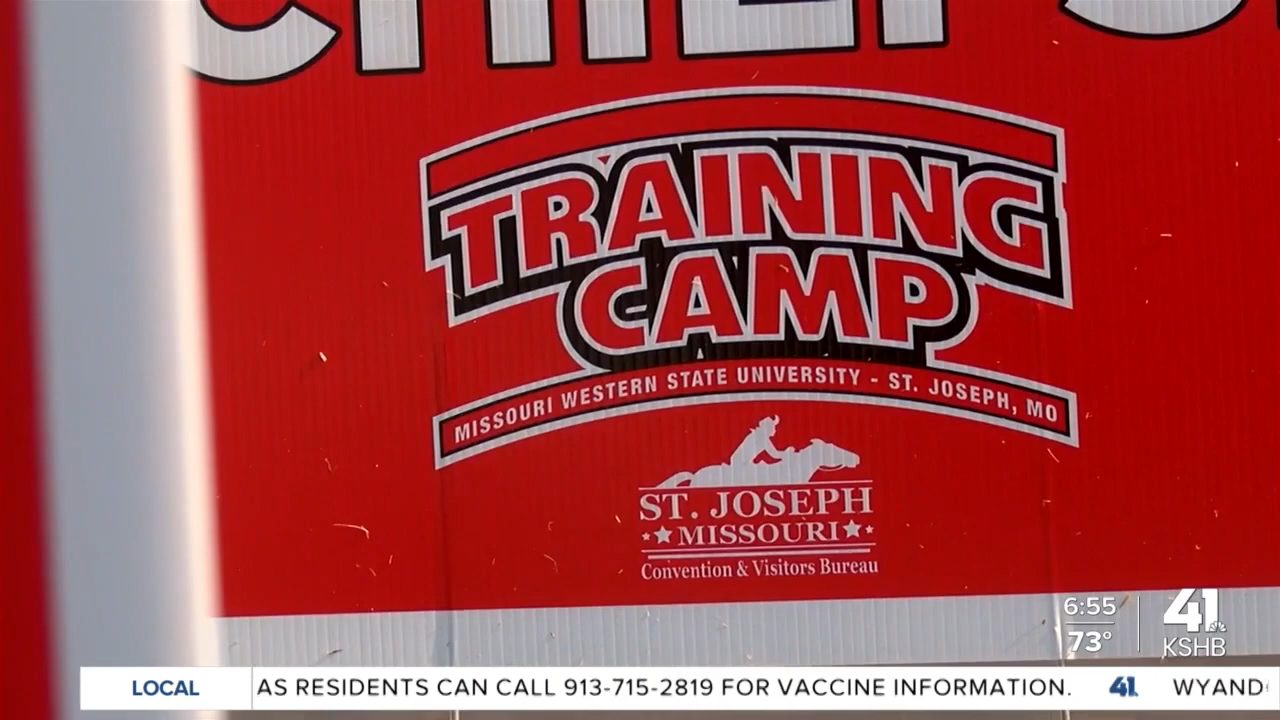 CHIEFS
TRAINING
CAMP
MISSOURI WESTERN STATE UNIVERSITY - ST. JOSEPH, MO
ST. JOSEPH
MISSOURI
Convention & Visitors Bureau
6:55
73°
41
KSHB
LOCAL
AS RESIDENTS CAN CALL 913-715-2819 FOR VACCINE INFORMATION. 41 WYAND